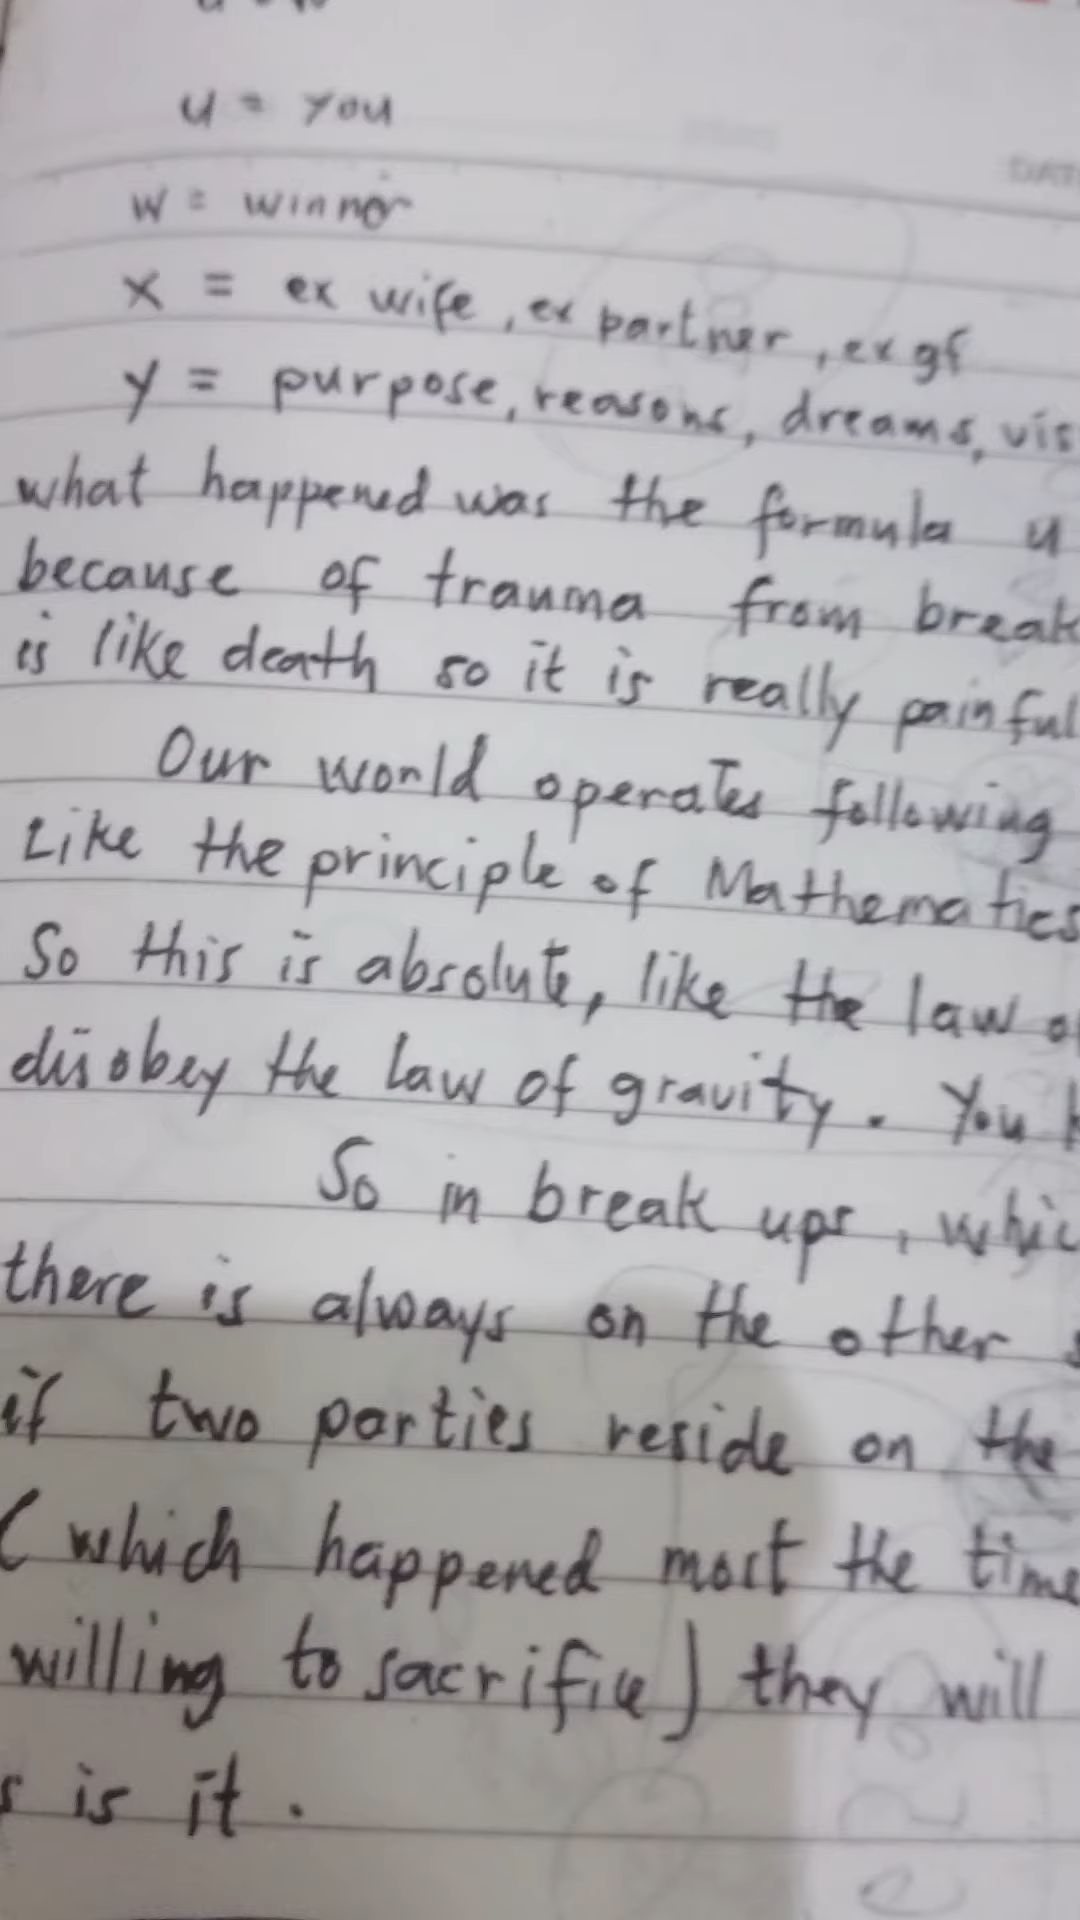 u = you
w = winner
x = ex wife, ex partner, ex gf
y = purpose, reasons, dreams, vis
what happened was the formula u
because of trauma from break
is like death so it is really painful
Our world operates following
Like the principle of Mathematics
So this is absolute, like the law o
disobey the law of gravity. You
So in break ups, whic
there is always on the other s
if two parties reside on the
(which happened most the time
willing to sacrifice) they will
s is it.